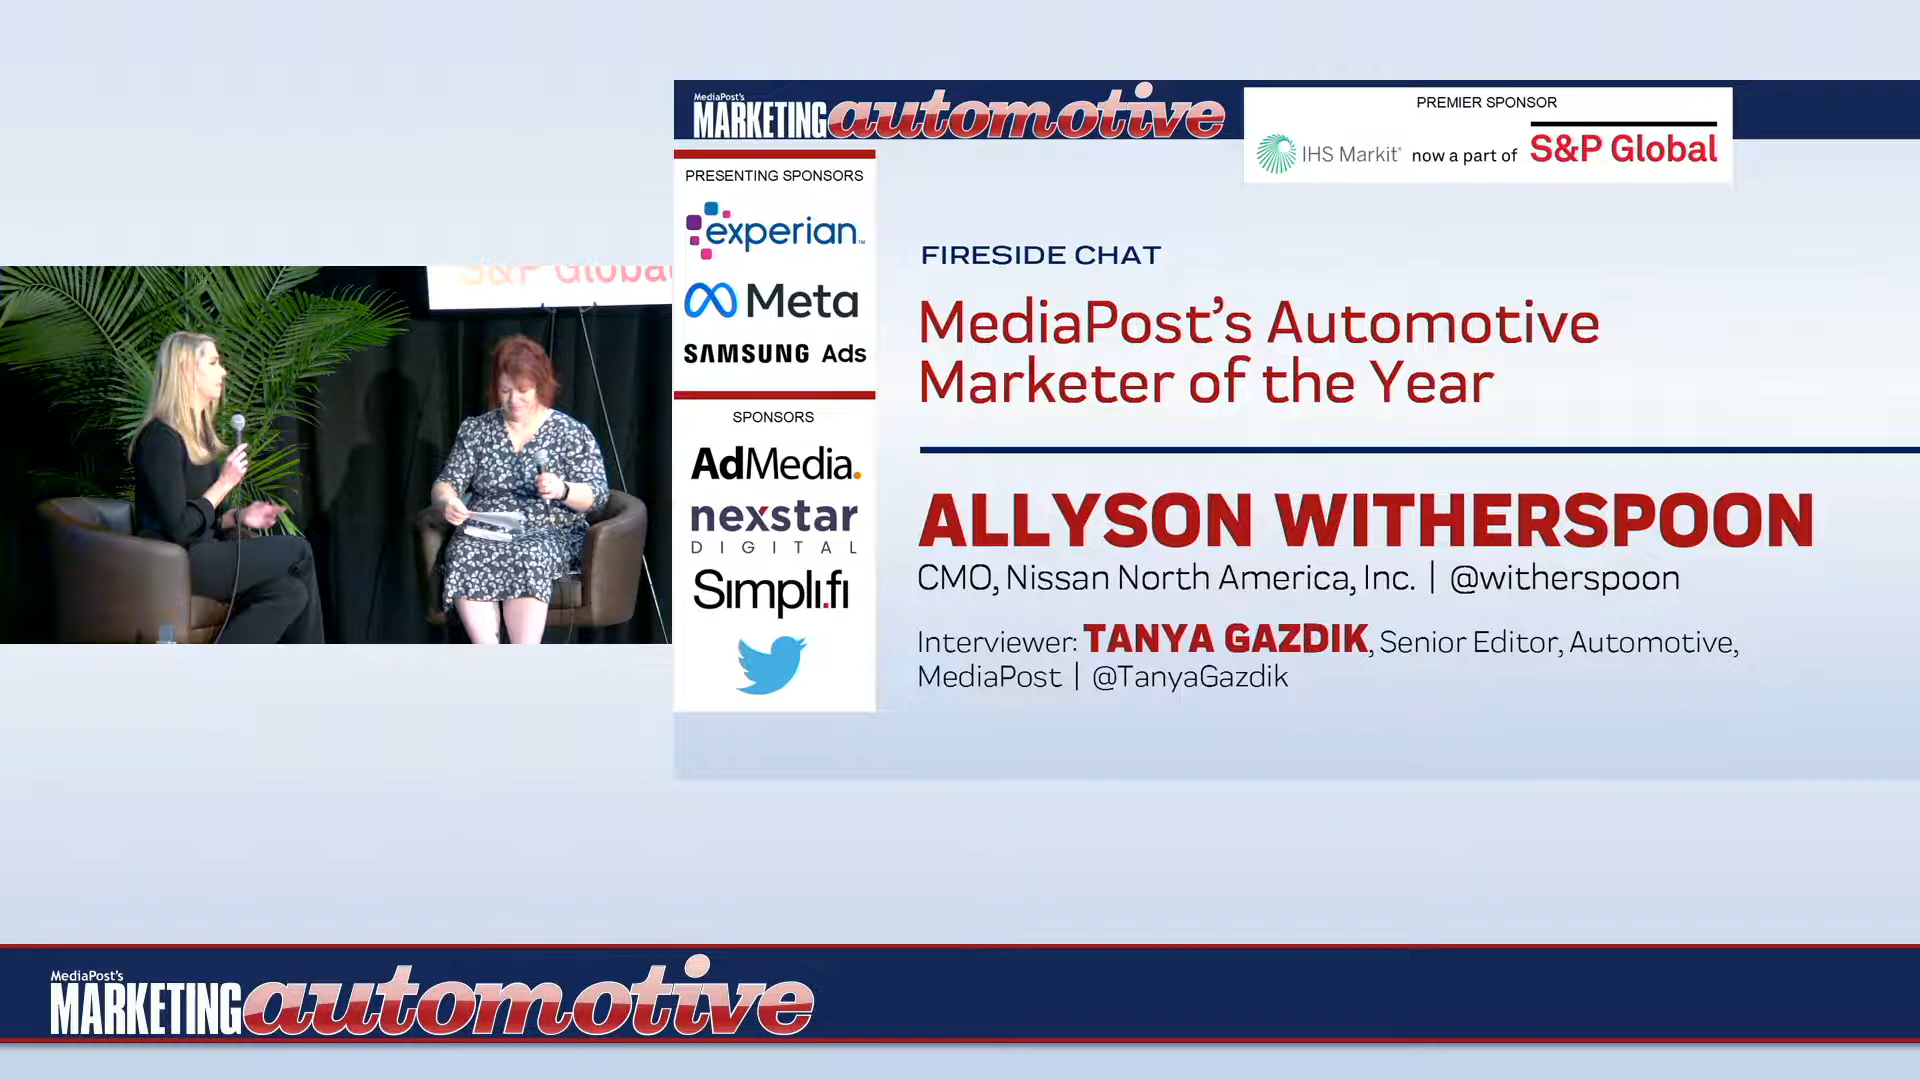 MediaPost's
MARKETING automotive
PREMIER SPONSOR
IHS Markit® now a part of S&P Global
PRESENTING SPONSORS
experian™
Meta
SAMSUNG Ads
SPONSORS
AdMedia.
nexstar
DIGITAL
Simpli.fi
FIRESIDE CHAT
MediaPost’s Automotive
Marketer of the Year
ALLYSON WITHERSPOON
CMO, Nissan North America, Inc. | @witherspoon
Interviewer: TANYA GAZDIK, Senior Editor, Automotive,
MediaPost | @TanyaGazdik
S&P Global
MediaPost's
MARKETING automotive